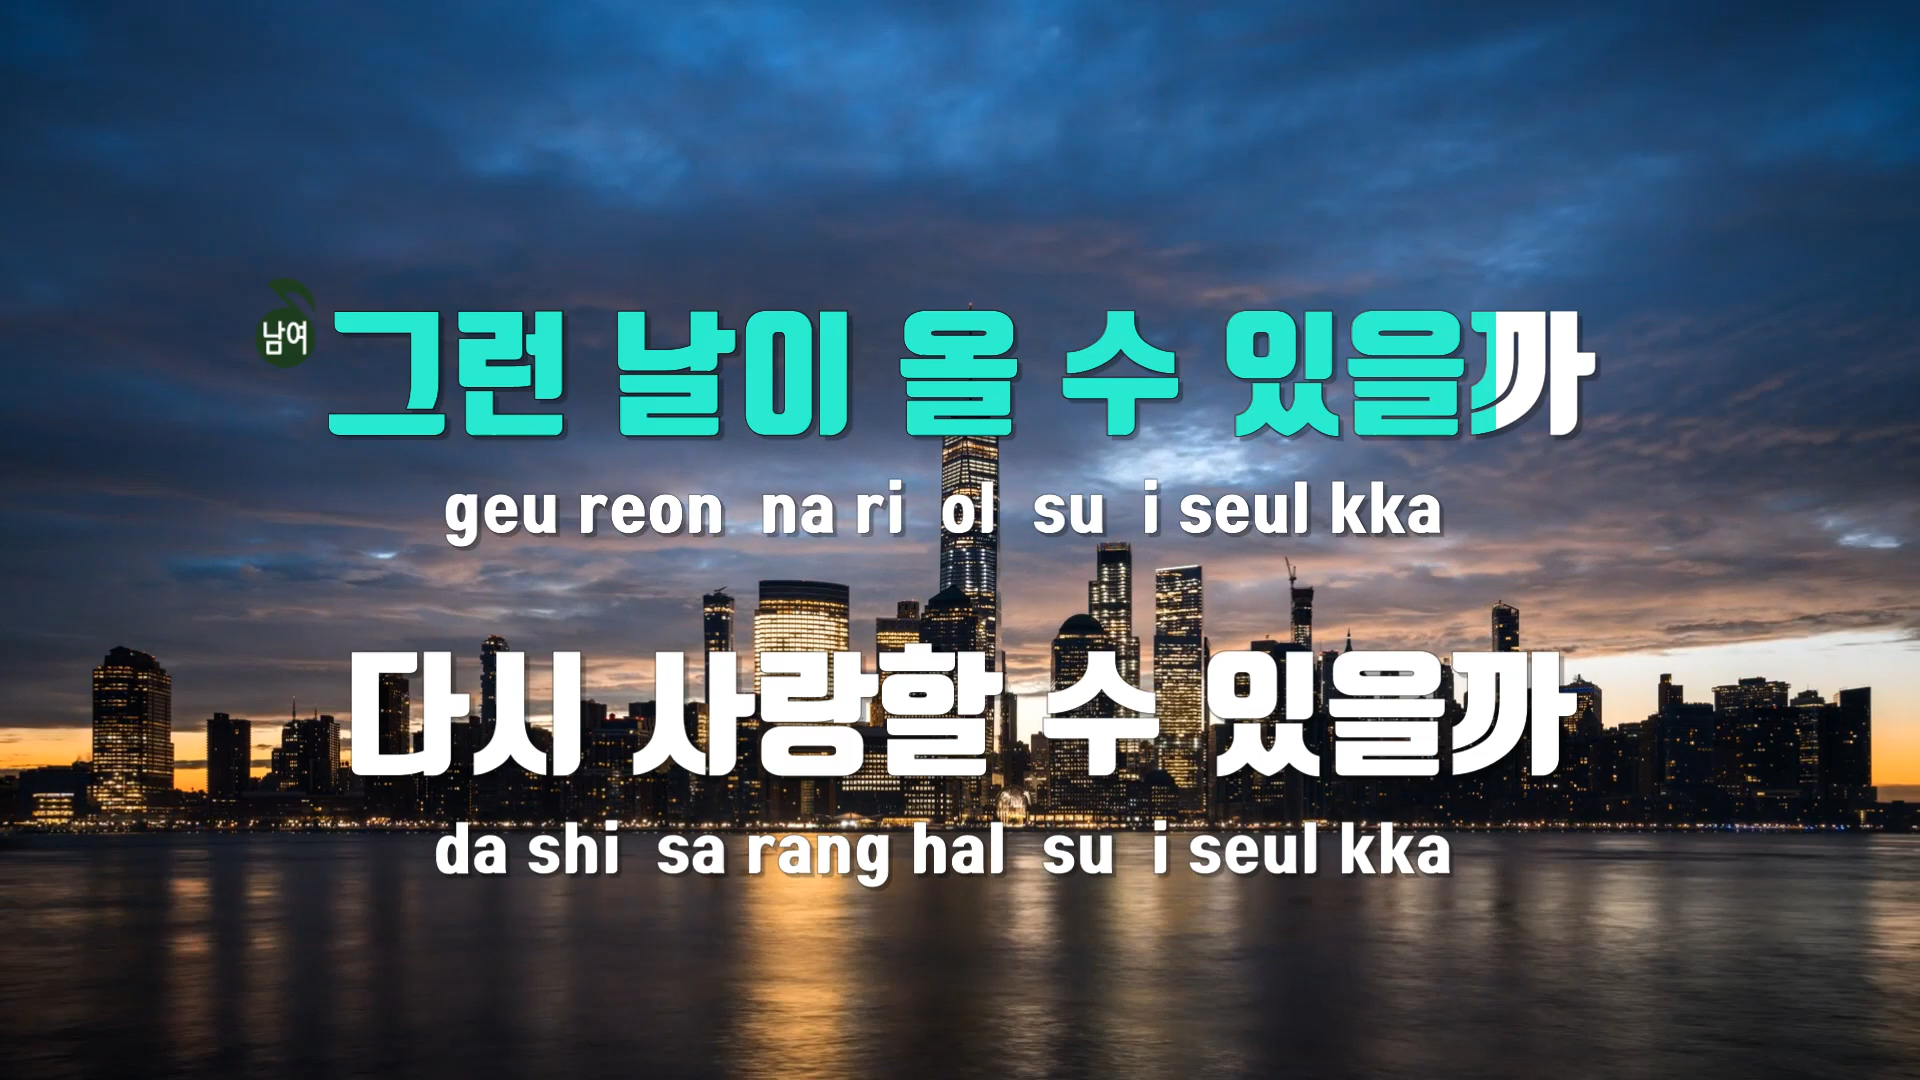 남여
그런 날이 올 수 있을까
geu reon na ri ol su i seul kka
다시 사랑할 수 있을까
da shi sa rang hal su i seul kka